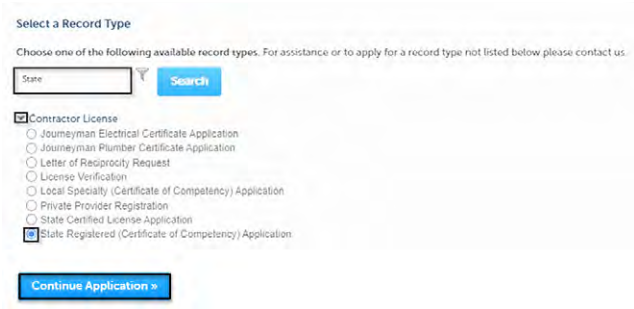 Select a Record Type
Choose one of the following available record types. For assistance or to apply for a record type not listed below please contact us.
State
Search
Contractor License
Journeyman Electrical Certificate Application
Journeyman Plumber Certificate Application
Letter of Reciprocity Request
License Verification
Local Specialty (Certificate of Competency) Application
Private Provider Registration
State Certified License Application
State Registered (Certificate of Competency) Application
Continue Application »